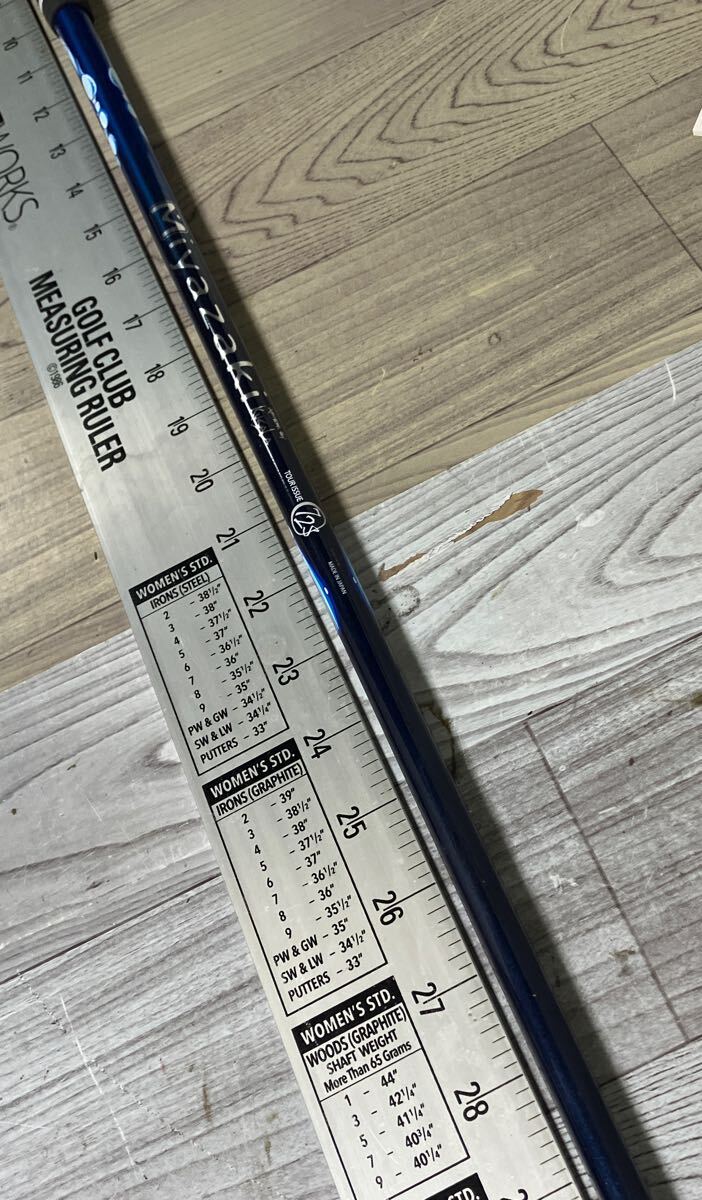 10
11
12
13
14
15
16
17
18
19
20
21
22
23
24
25
26
27
28
WORKS®
GOLF CLUB
MEASURING RULER
©1986
Miyazaki
TOUR ISSUE
72s
MADE IN JAPAN
WOMEN'S STD.
IRONS (STEEL)
2 - 38½"
3 - 38"
4 - 37½"
5 - 37"
6 - 36½"
7 - 36"
8 - 35½"
9 - 35"
PW & GW - 34½"
SW & LW - 34¼"
PUTTERS - 33"
WOMEN'S STD.
IRONS (GRAPHITE)
2 - 39"
3 - 38½"
4 - 38"
5 - 37½"
6 - 37"
7 - 36½"
8 - 36"
9 - 35½"
PW & GW - 35"
SW & LW - 34½"
PUTTERS - 33"
WOMEN'S STD.
WOODS (GRAPHITE)
SHAFT WEIGHT
More Than 65 Grams
1 - 44"
3 - 42¼"
5 - 41¼"
7 - 40¾"
9 - 40¼"
STD.